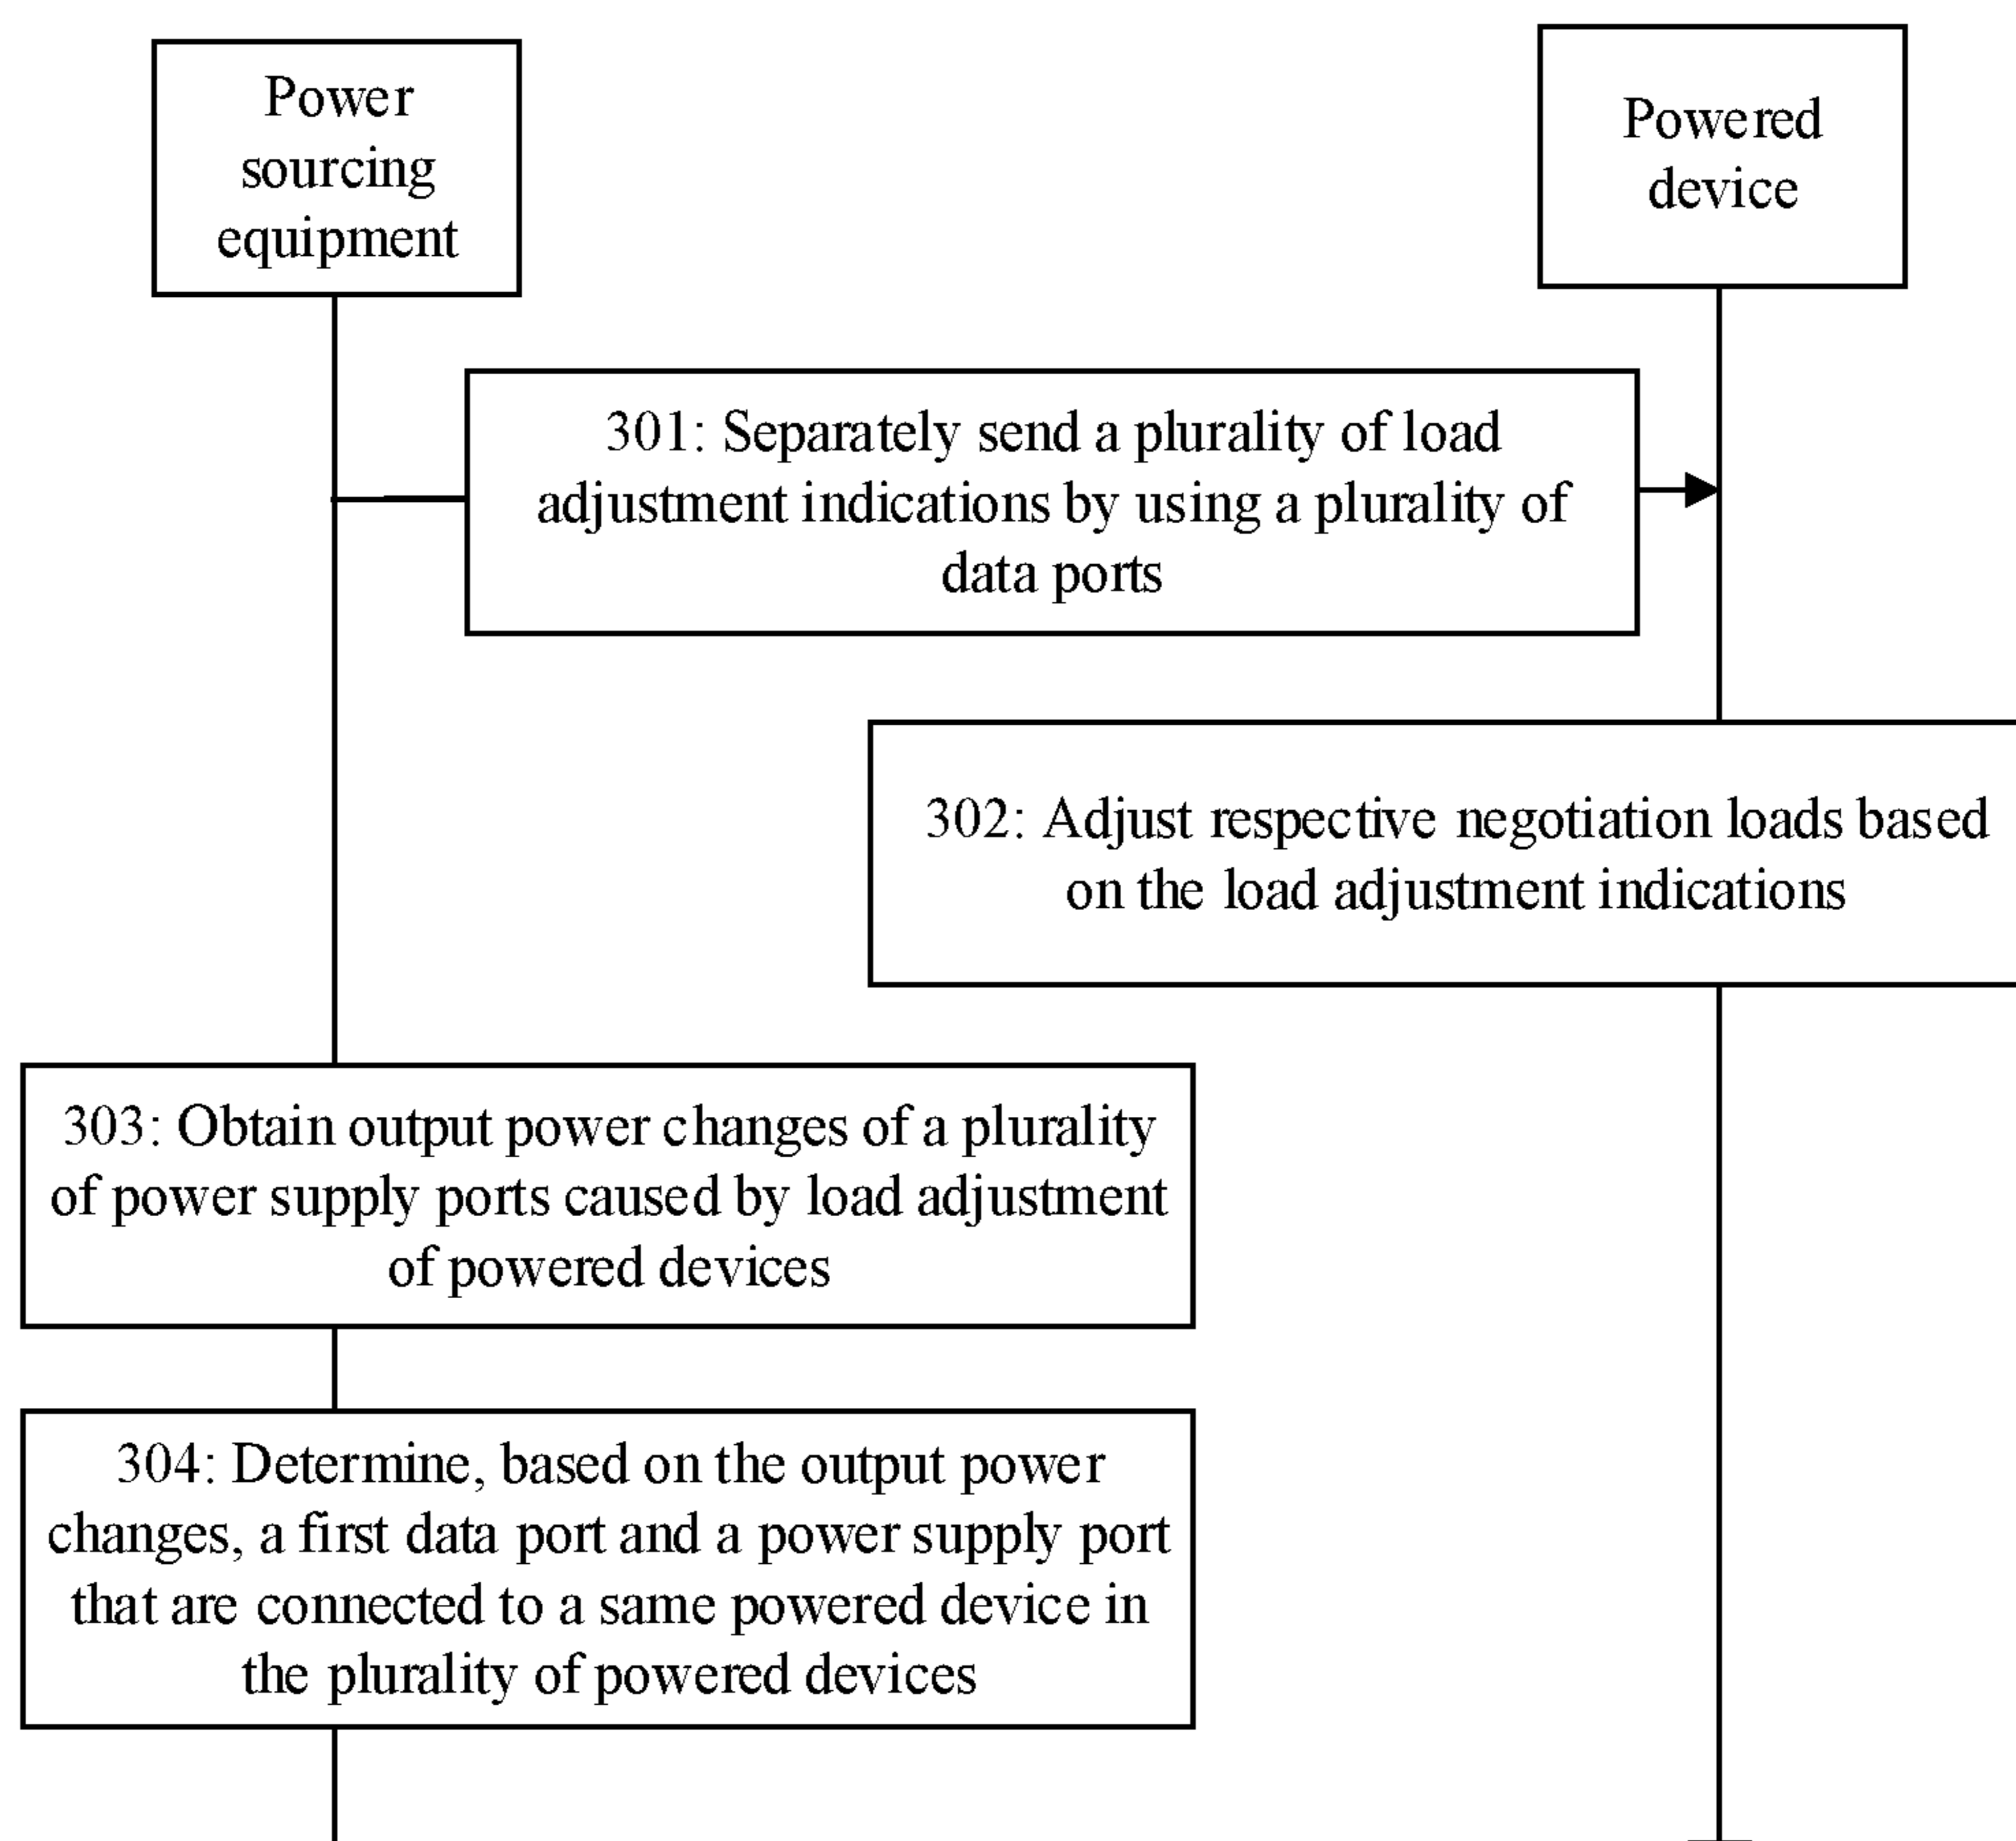 Power
sourcing
equipment
Powered
device
301: Separately send a plurality of load
adjustment indications by using a plurality of
data ports
302: Adjust respective negotiation loads based
on the load adjustment indications
303: Obtain output power changes of a plurality
of power supply ports caused by load adjustment
of powered devices
304: Determine, based on the output power
changes, a first data port and a power supply port
that are connected to a same powered device in
the plurality of powered devices